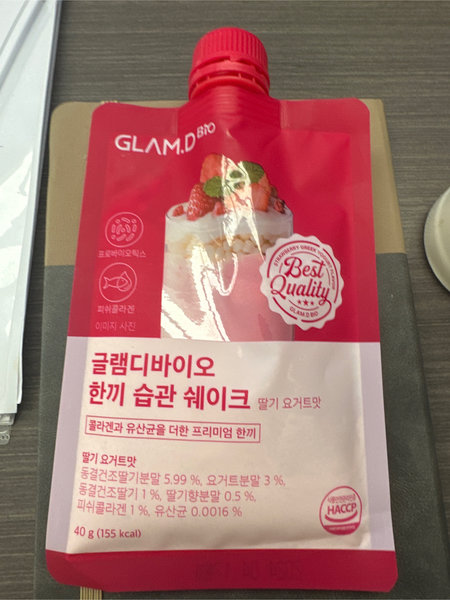 GLAM.D BIO
프로바이오틱스
피쉬콜라겐
이미지 사진
STRAWBERRY GREEK YOGURT FLAVOR
Best
Quality
GLAM.D BIO
글램디바이오
한끼 습관 쉐이크 딸기 요거트맛
콜라겐과 유산균을 더한 프리미엄 한끼
딸기 요거트맛
동결건조딸기분말 5.99 %, 요거트분말 3 %,
동결건조딸기 1 %, 딸기향분말 0.5 %,
피쉬콜라겐 1 %, 유산균 0.0016 %
40 g (155 kcal)
HACCP